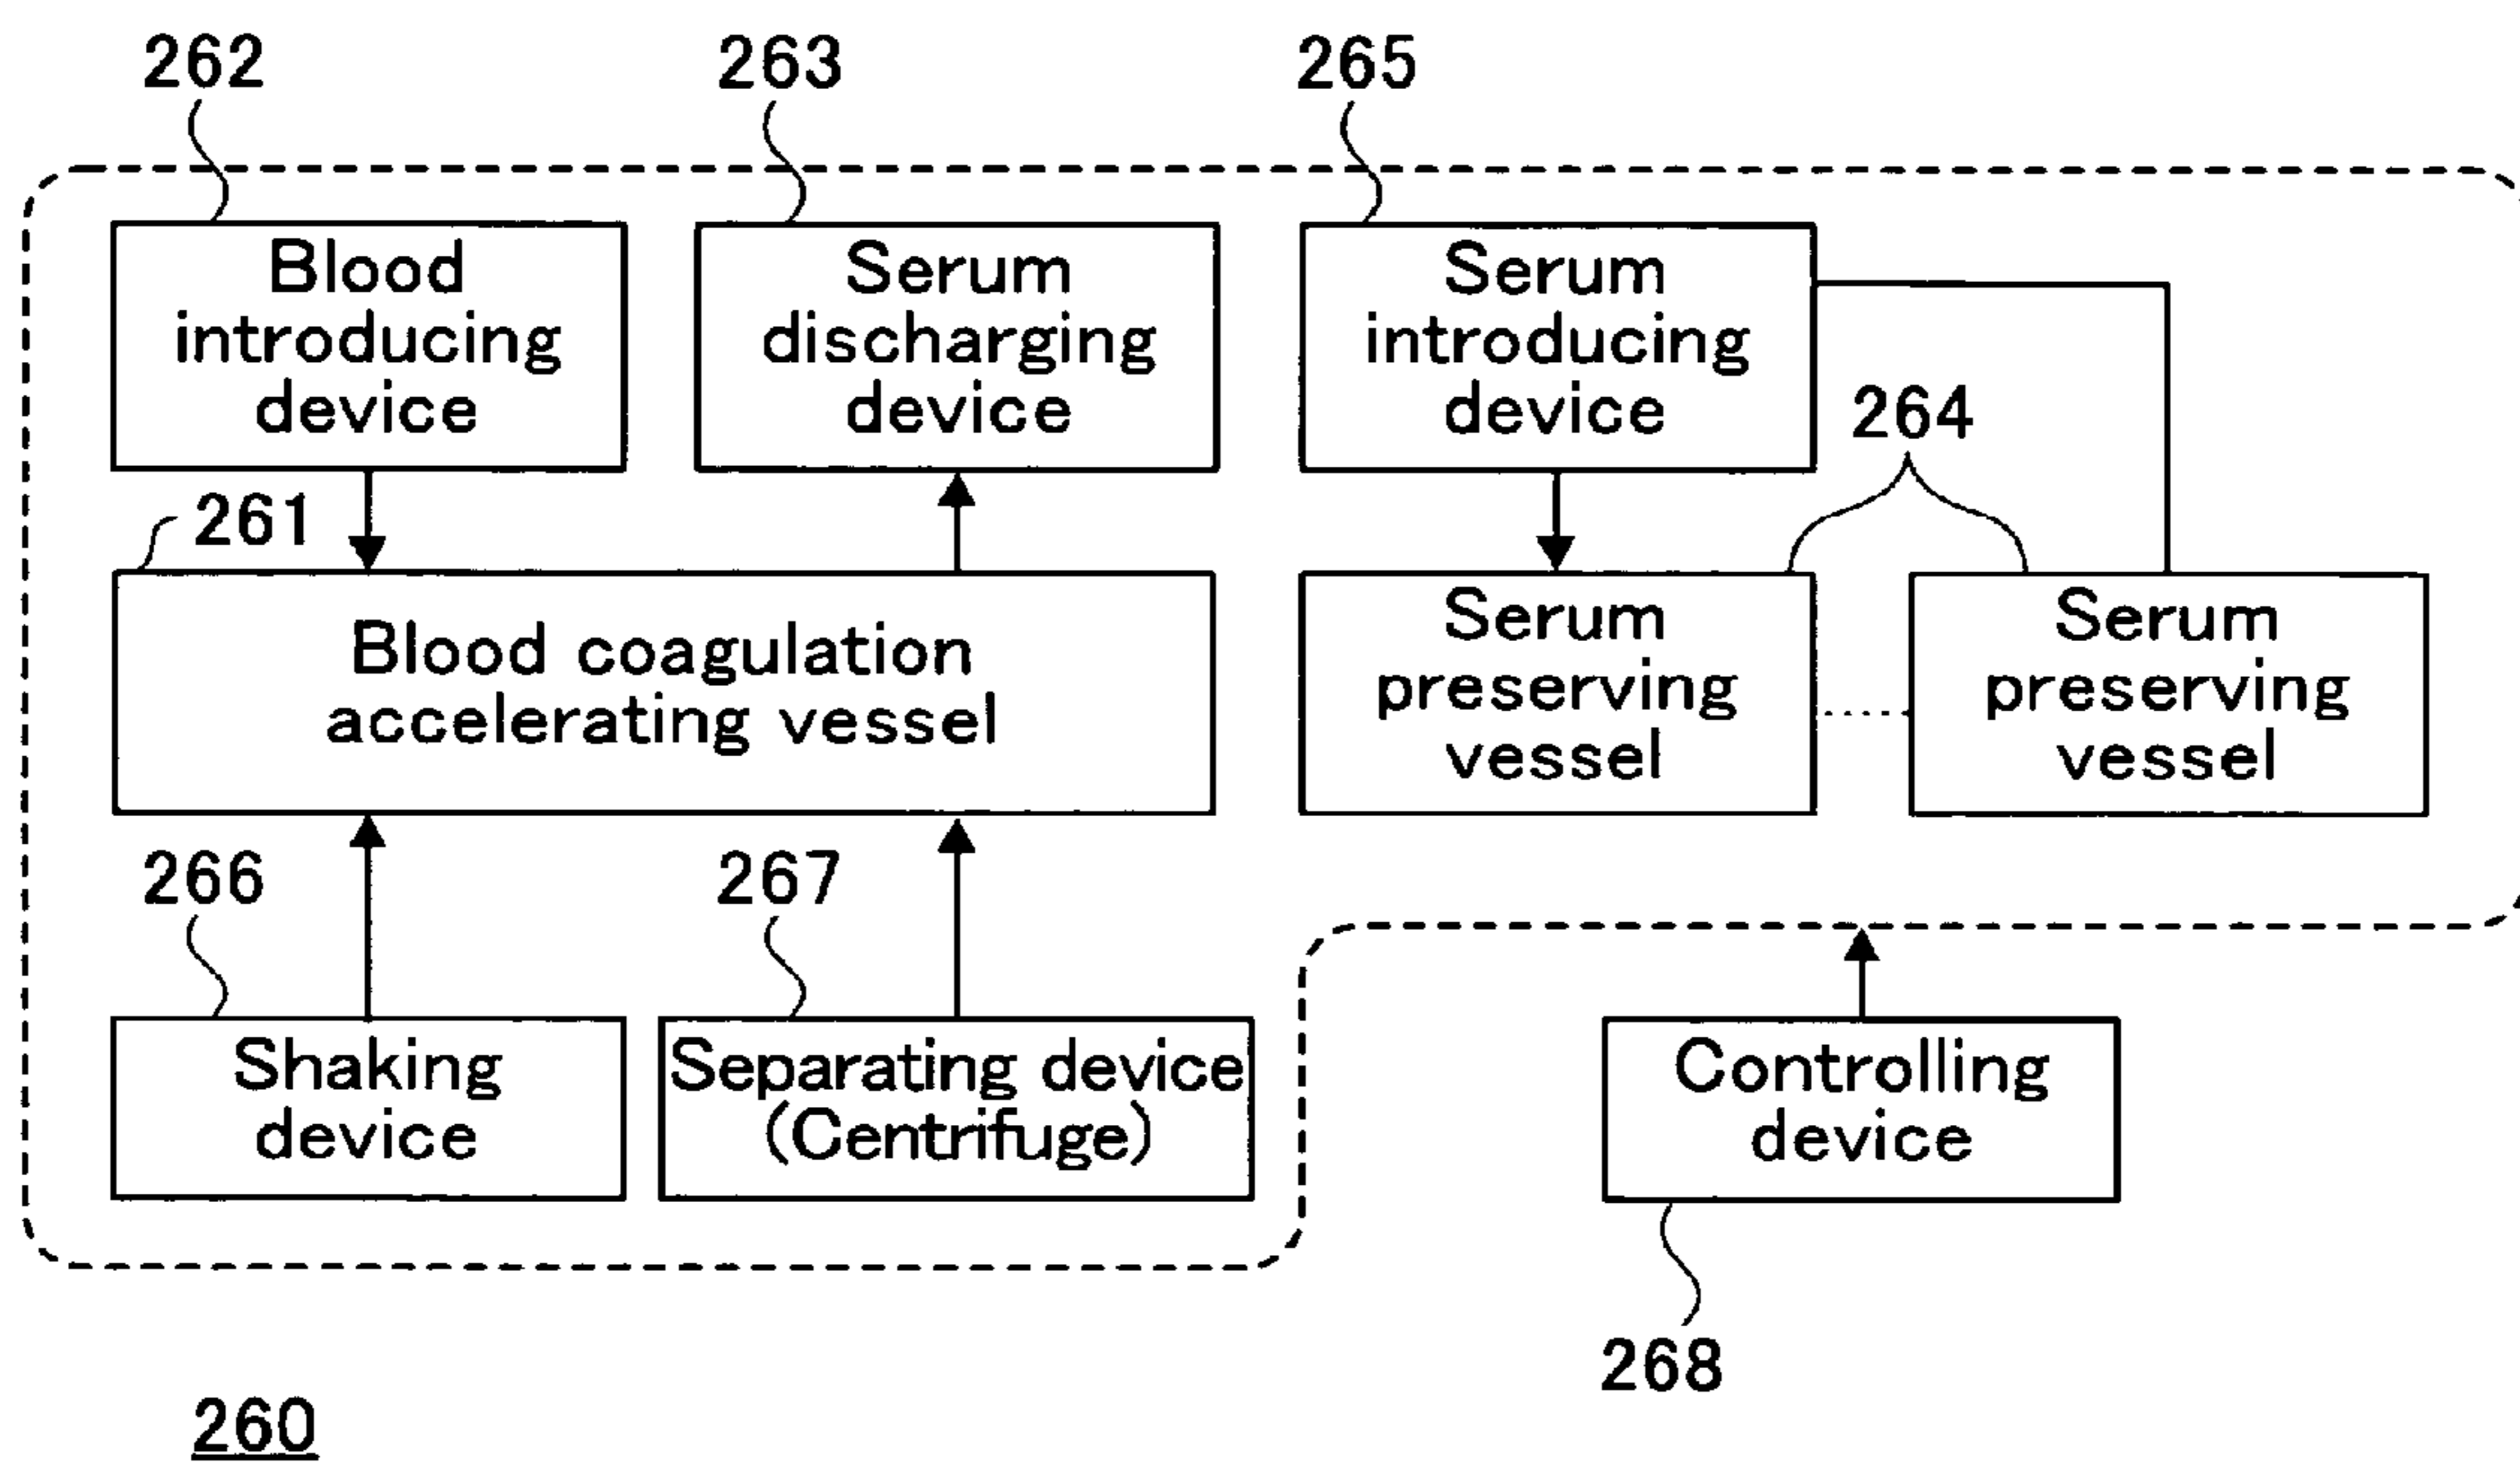 262
263
265
Blood
introducing
device
Serum
discharging
device
Serum
introducing
device
264
261
Blood coagulation
accelerating vessel
Serum
preserving
vessel
Serum
preserving
vessel
266
267
Shaking
device
Separating device
(Centrifuge)
Controlling
device
268
260